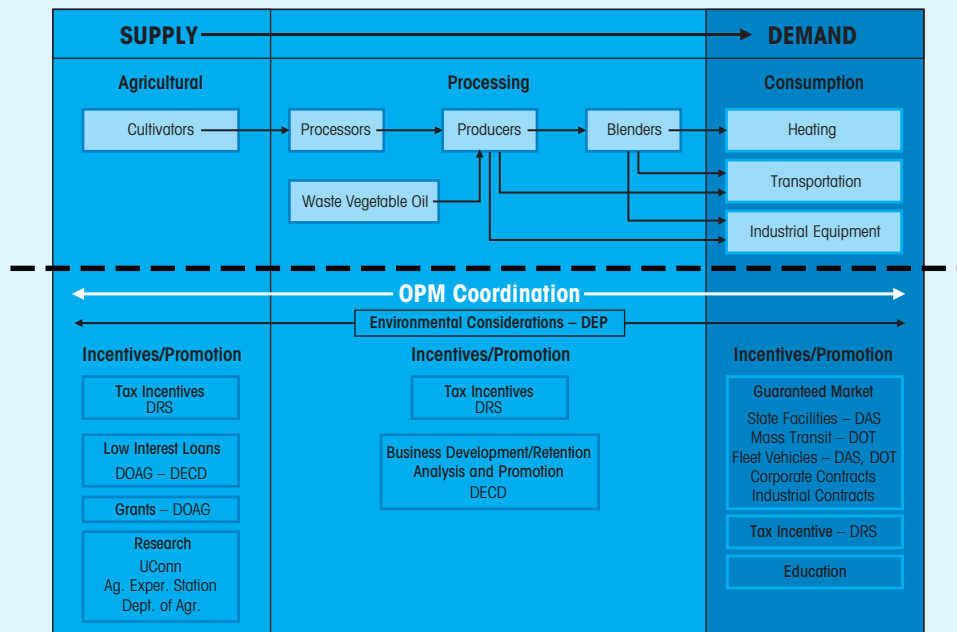 SUPPLY
DEMAND
Agricultural
Processing
Consumption
Cultivators
Processors
Producers
Blenders
Heating
Waste Vegetable Oil
Transportation
Industrial Equipment
OPM Coordination
Environmental Considerations – DEP
Incentives/Promotion
Tax Incentives
DRS
Low Interest Loans
DOAG – DECD
Grants – DOAG
Research
UConn
Ag. Exper. Station
Dept. of Agr.
Incentives/Promotion
Tax Incentives
DRS
Business Development/Retention
Analysis and Promotion
DECD
Incentives/Promotion
Guaranteed Market
State Facilities – DAS
Mass Transit – DOT
Fleet Vehicles – DAS, DOT
Corporate Contracts
Industrial Contracts
Tax Incentive – DRS
Education